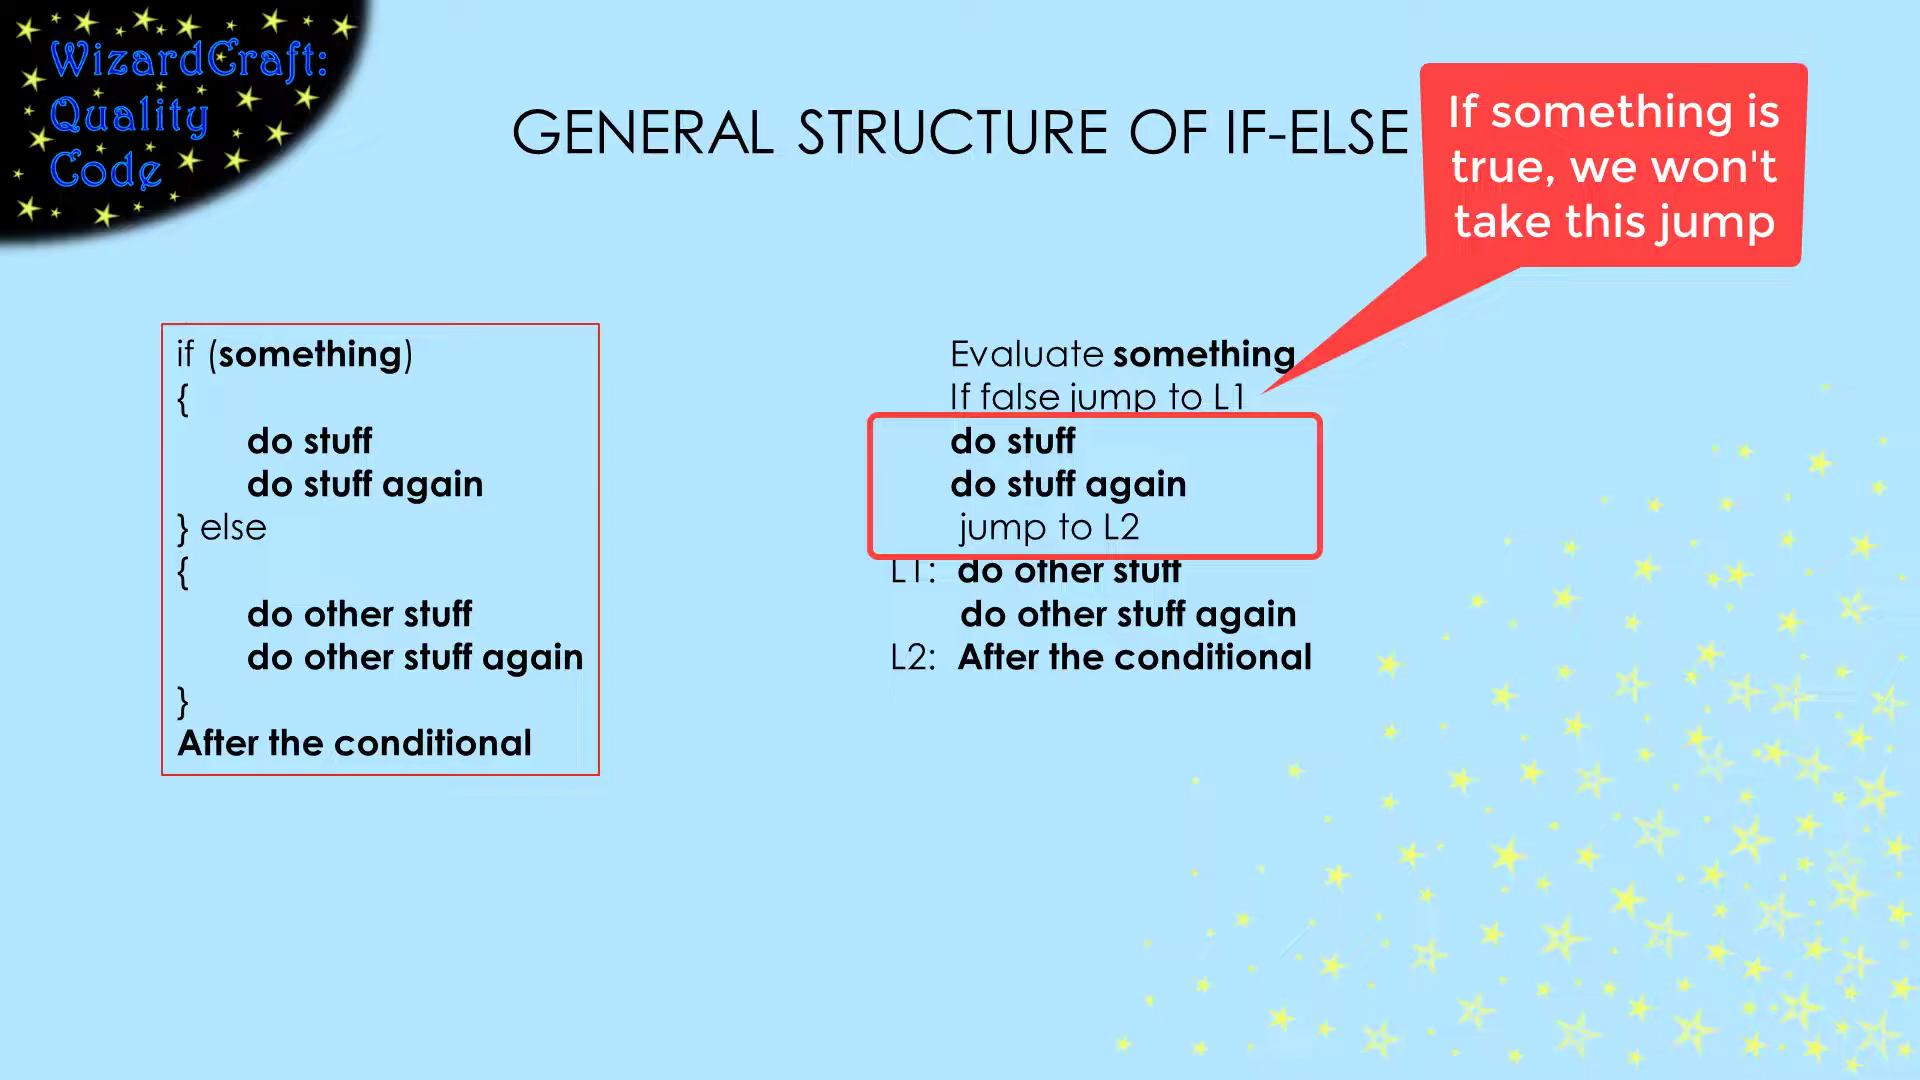 WizardCraft:
Quality
Code
GENERAL STRUCTURE OF IF-ELSE
If something is
true, we won't
take this jump
if (something)
{
do stuff
do stuff again
} else
{
do other stuff
do other stuff again
}
After the conditional
Evaluate something
If false jump to L1
do stuff
do stuff again
jump to L2
L1: do other stuff
do other stuff again
L2: After the conditional